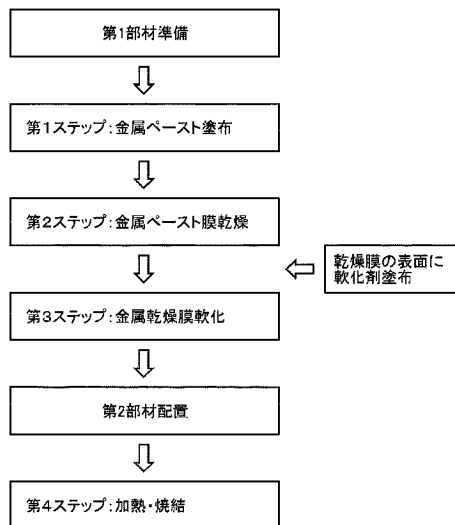 第1部材準備
第1ステップ:金属ペースト塗布
第2ステップ:金属ペースト膜乾燥
乾燥膜の表面に
軟化剤塗布
第3ステップ:金属乾燥膜軟化
第2部材配置
第4ステップ:加熱・焼結